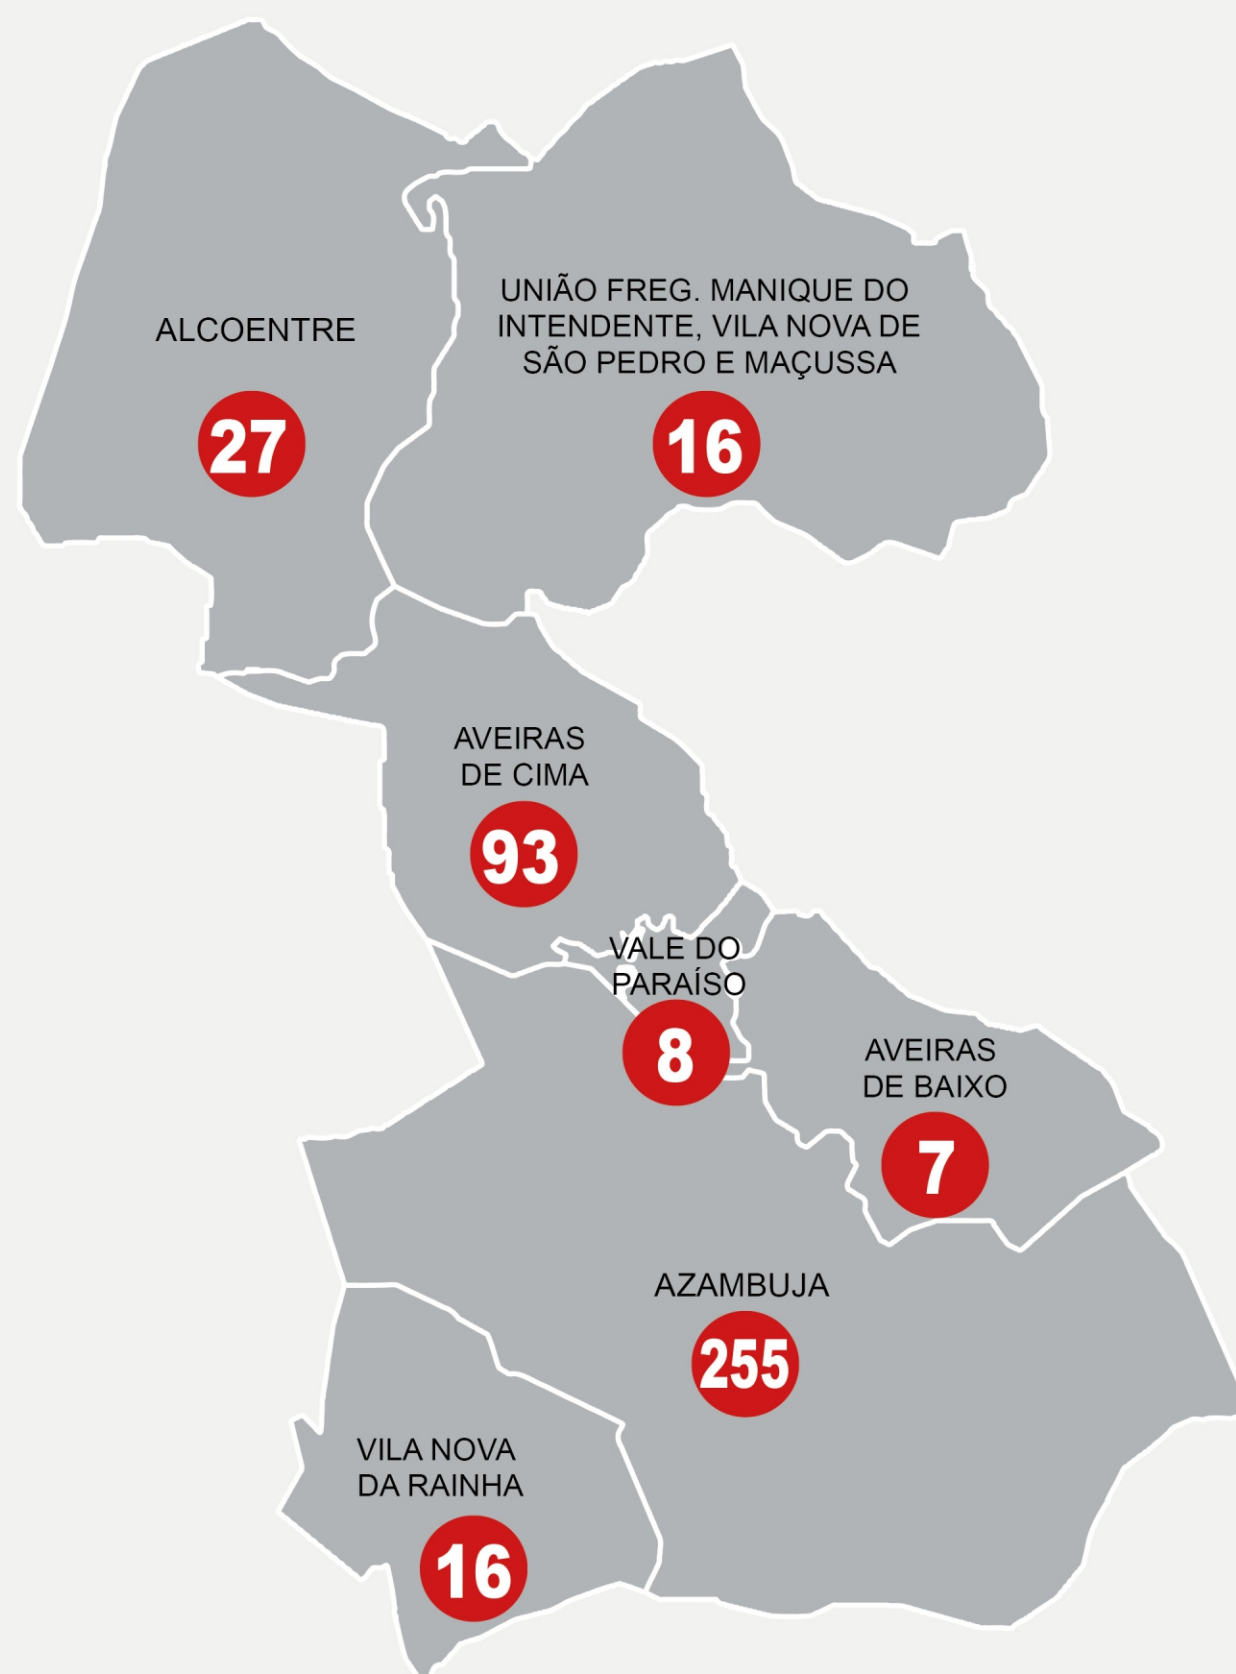 ALCOENTRE
27
UNIÃO FREG. MANIQUE DO
INTENDENTE, VILA NOVA DE
SÃO PEDRO E MAÇUSSA
16
AVEIRAS
DE CIMA
93
VALE DO
PARAÍSO
8
AVEIRAS
DE BAIXO
7
AZAMBUJA
255
VILA NOVA
DA RAINHA
16